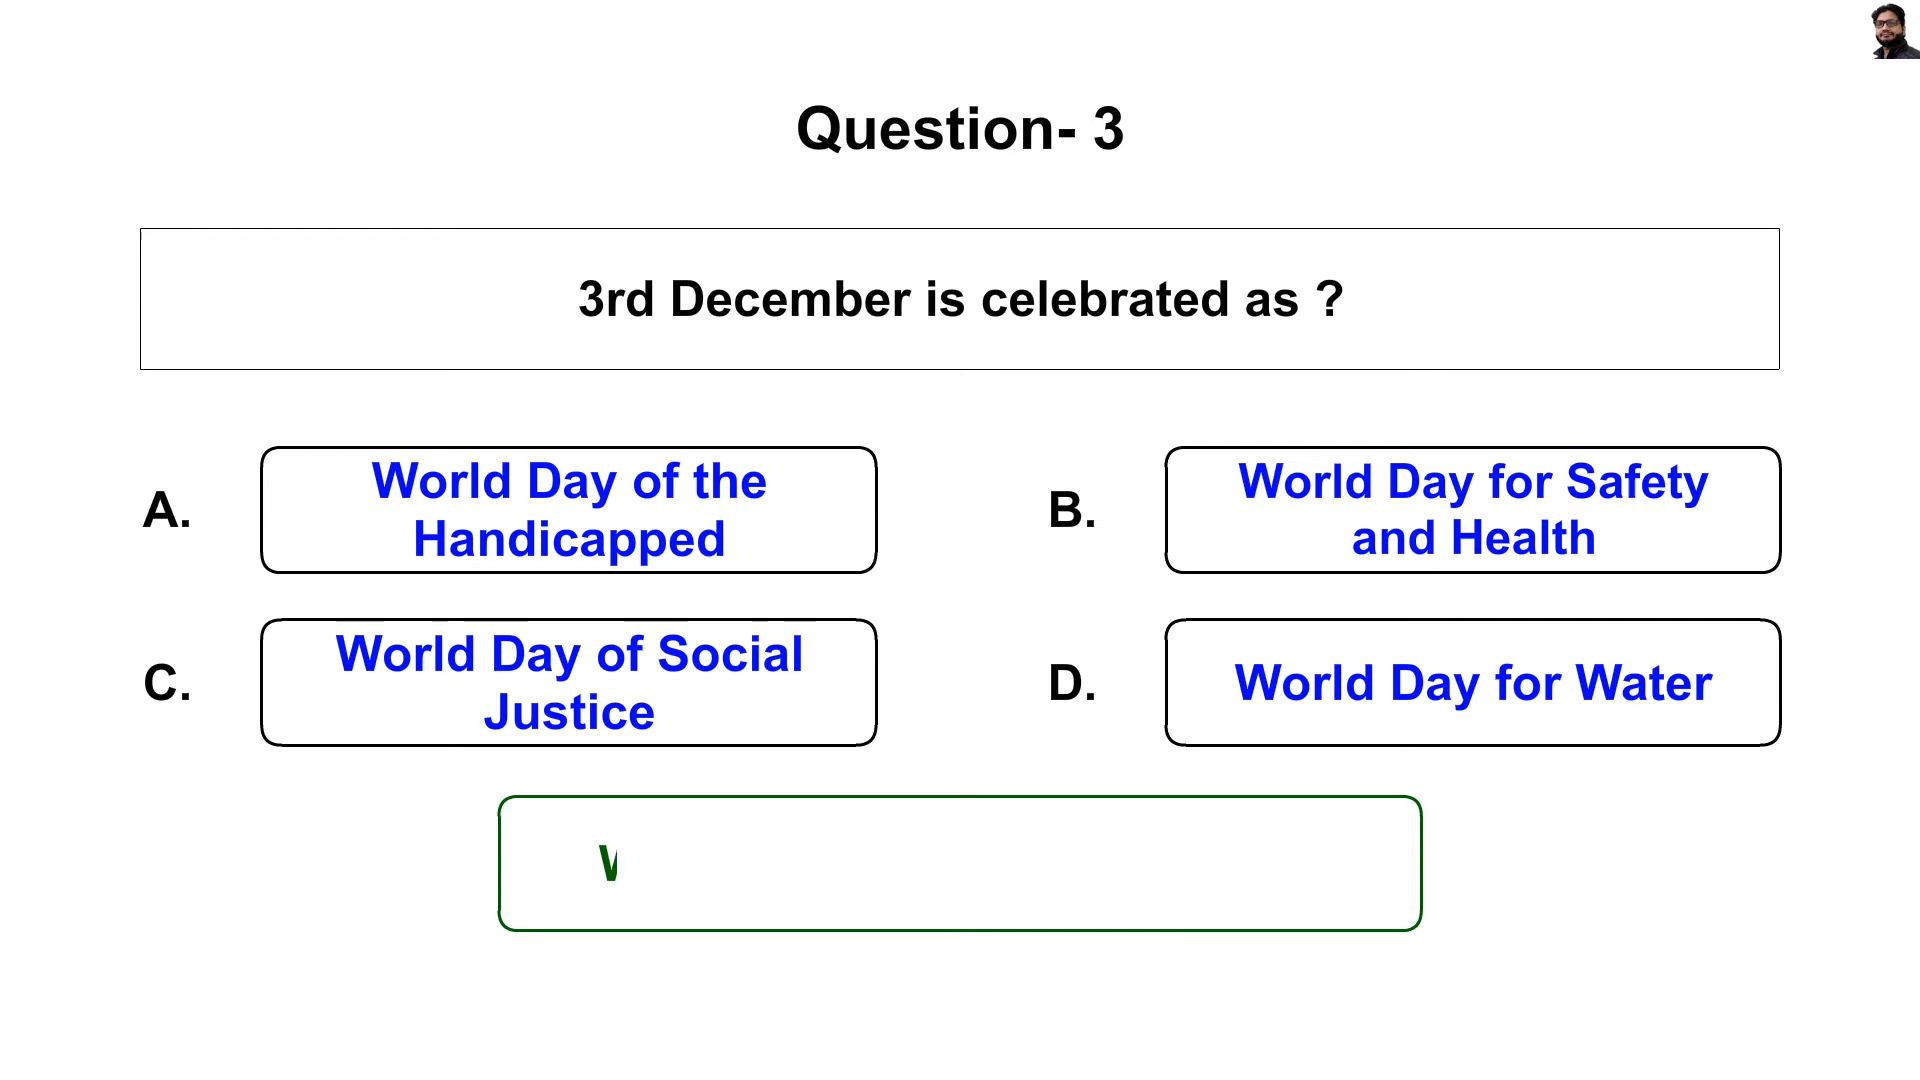 Question- 3
3rd December is celebrated as ?
A.
World Day of the
Handicapped
B.
World Day for Safety
and Health
C.
World Day of Social
Justice
D.
World Day for Water